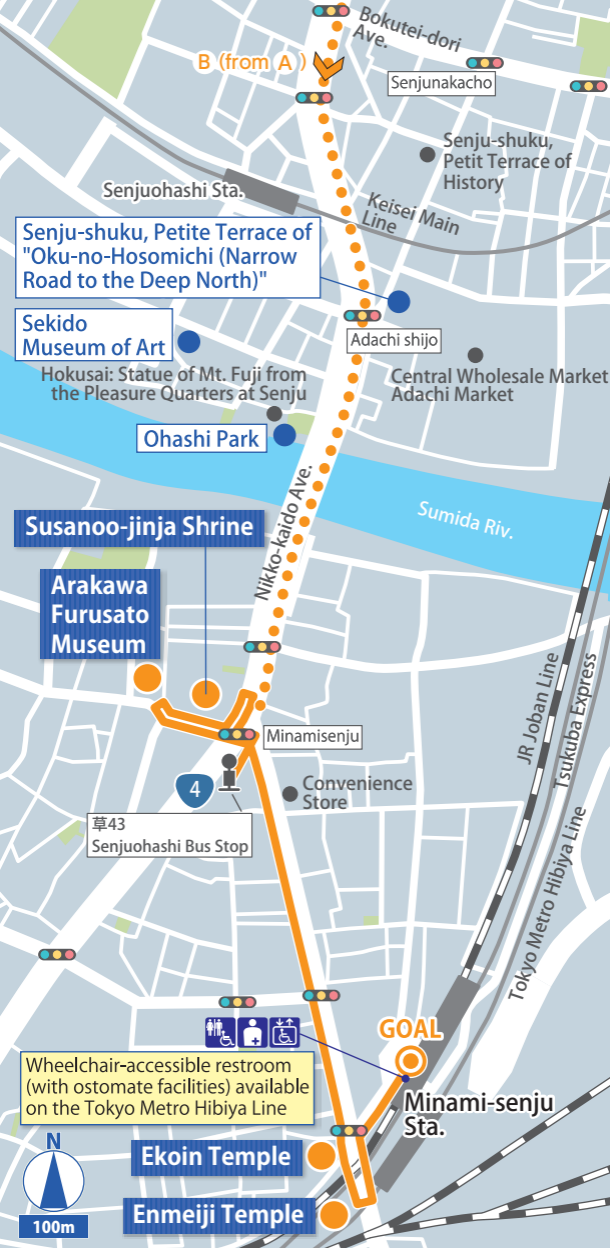 Bokutei-dori
Ave.
B (from A)
Senjunakacho
Senju-shuku,
Petit Terrace of
History
Senjuohashi Sta.
Keisei Main
Line
Senju-shuku, Petite Terrace of
"Oku-no-Hosomichi (Narrow
Road to the Deep North)"
Sekido
Museum of Art
Adachi shijo
Hokusai: Statue of Mt. Fuji from
the Pleasure Quarters at Senju
Central Wholesale Market
Adachi Market
Ohashi Park
Nikko-kaido Ave.
Sumida Riv.
Susanoo-jinja Shrine
Arakawa
Furusato
Museum
JR Joban Line
Tsukuba Express
Minamisenju
4
Convenience
Store
草43
Senjuohashi Bus Stop
Tokyo Metro Hibiya Line
GOAL
Wheelchair-accessible restroom
(with ostomate facilities) available
on the Tokyo Metro Hibiya Line
Minami-senju
Sta.
Ekoin Temple
N
100m
Enmeiji Temple